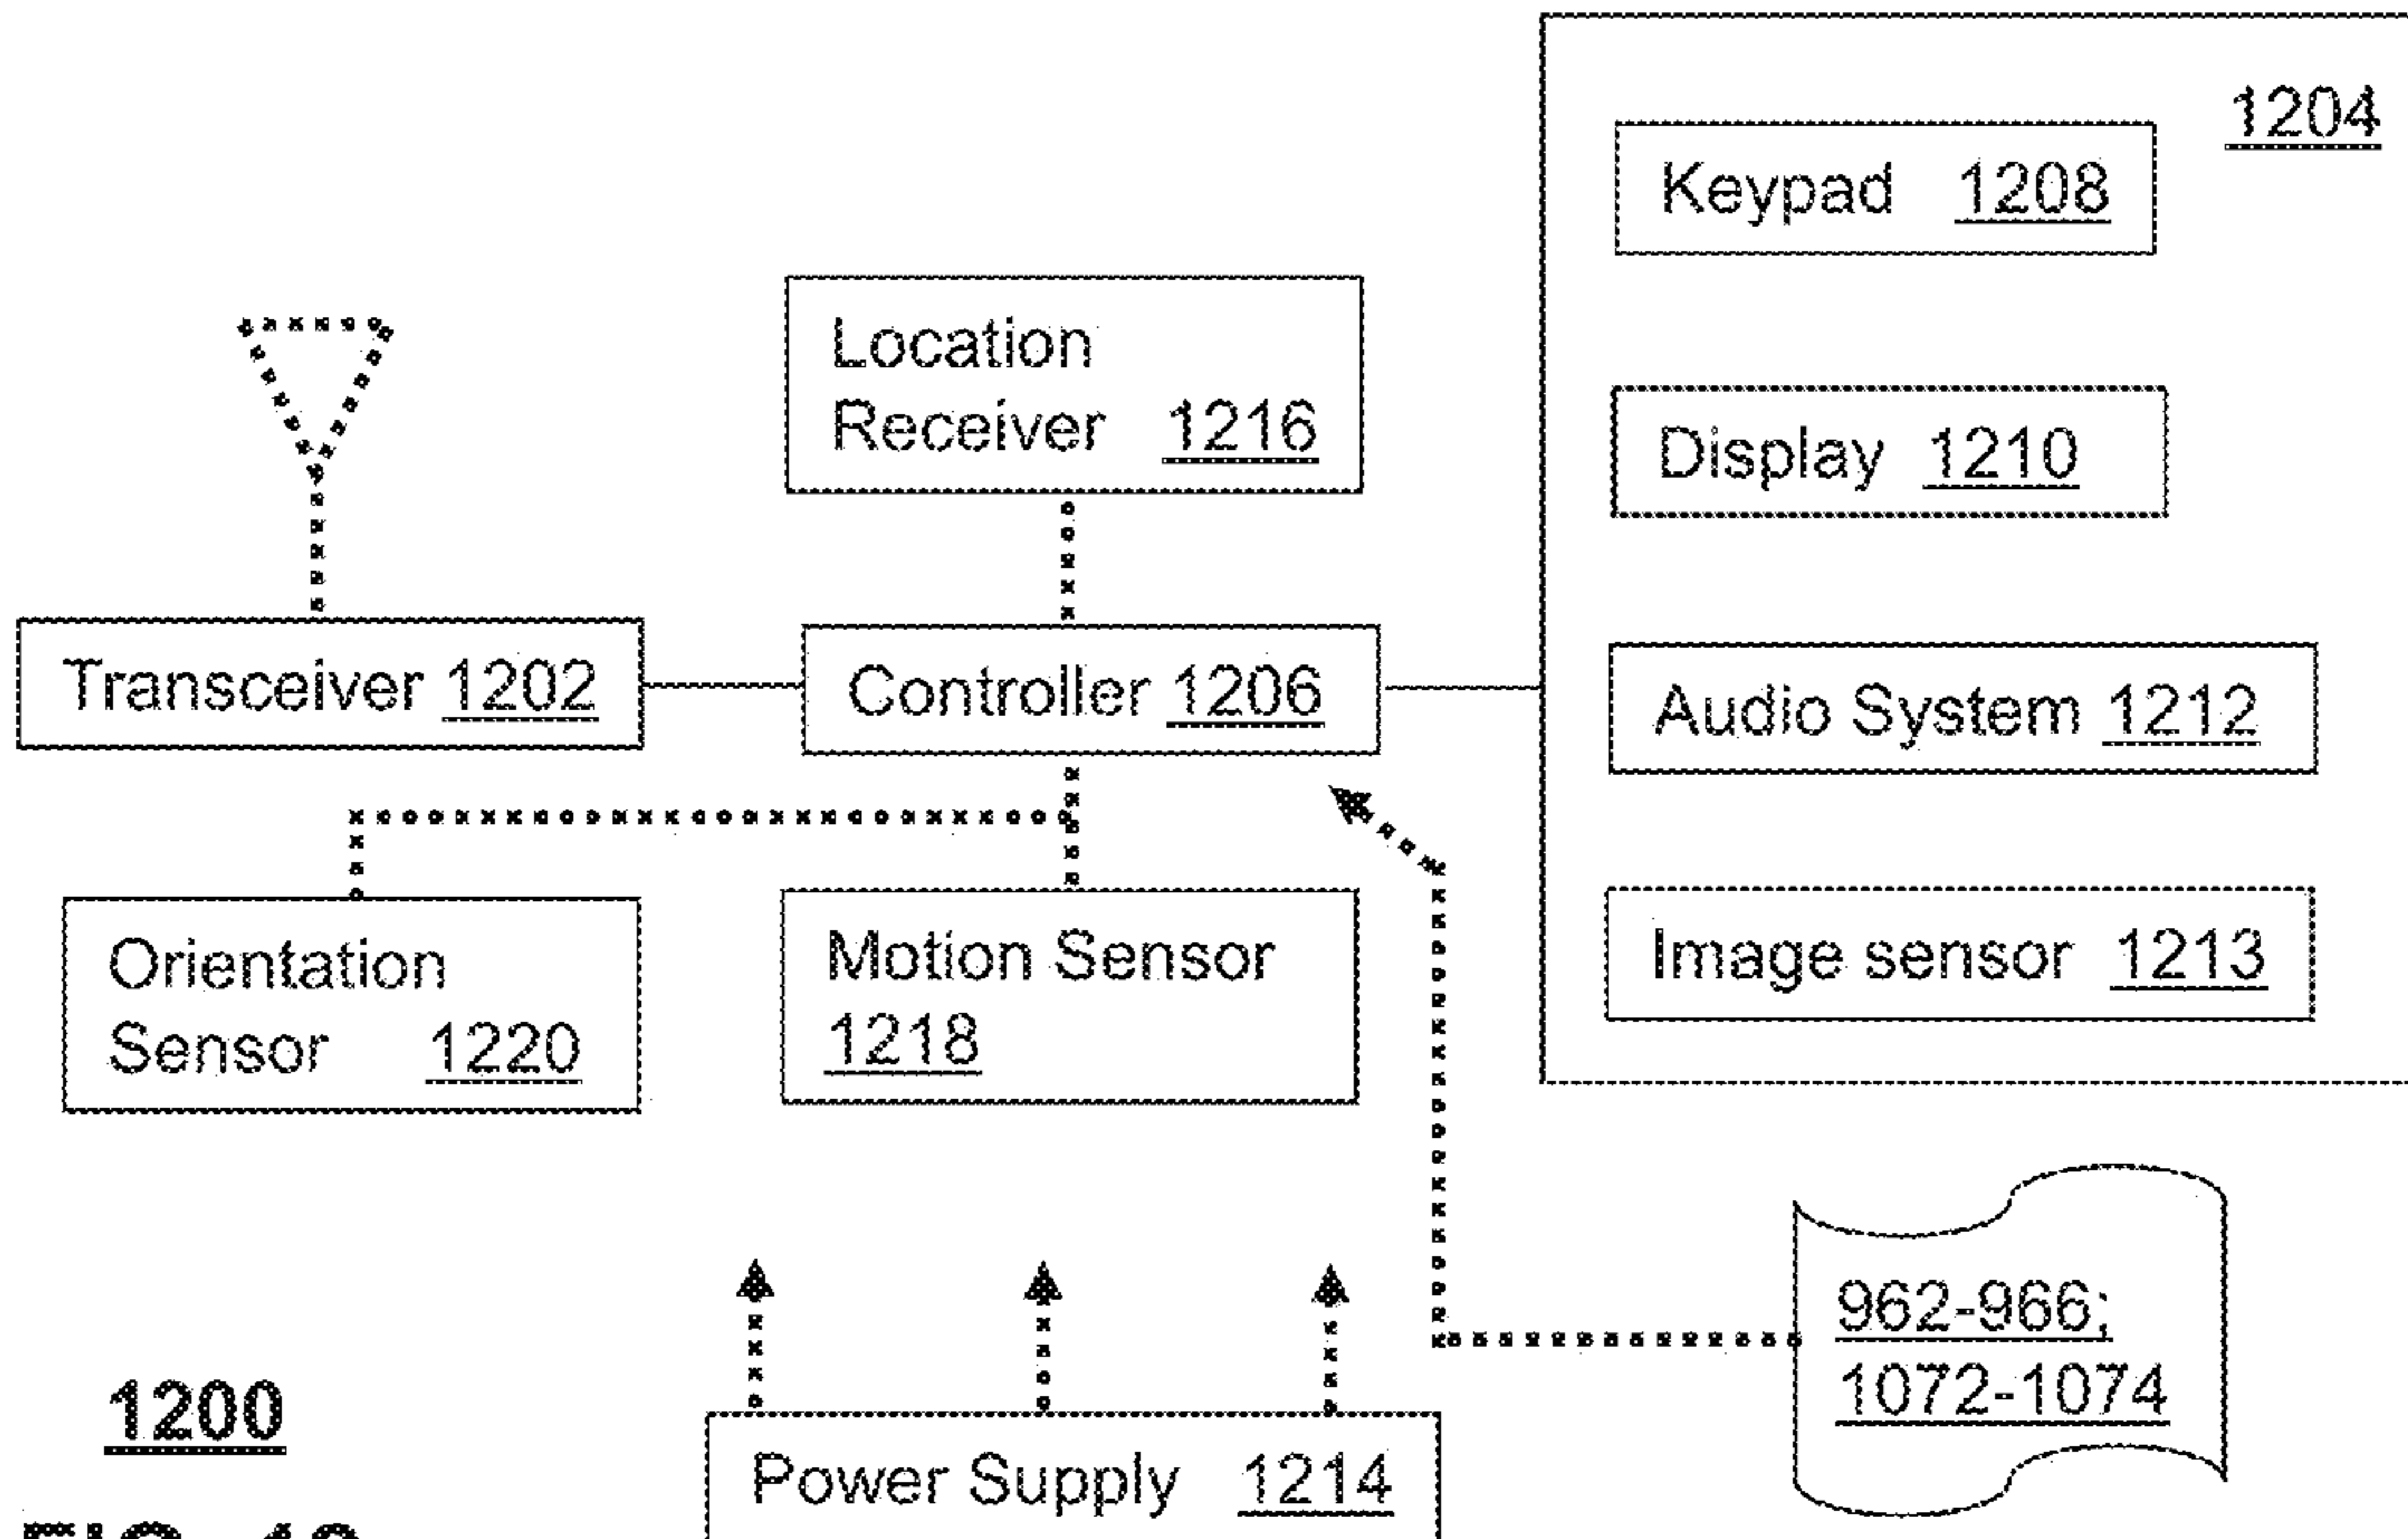 1204
Keypad 1208
Location
Receiver 1216
Display 1210
Transceiver 1202
Controller 1206
Audio System 1212
Orientation
Sensor 1220
Motion Sensor
1218
Image sensor 1213
962-966;
1072-1074
1200
Power Supply 1214